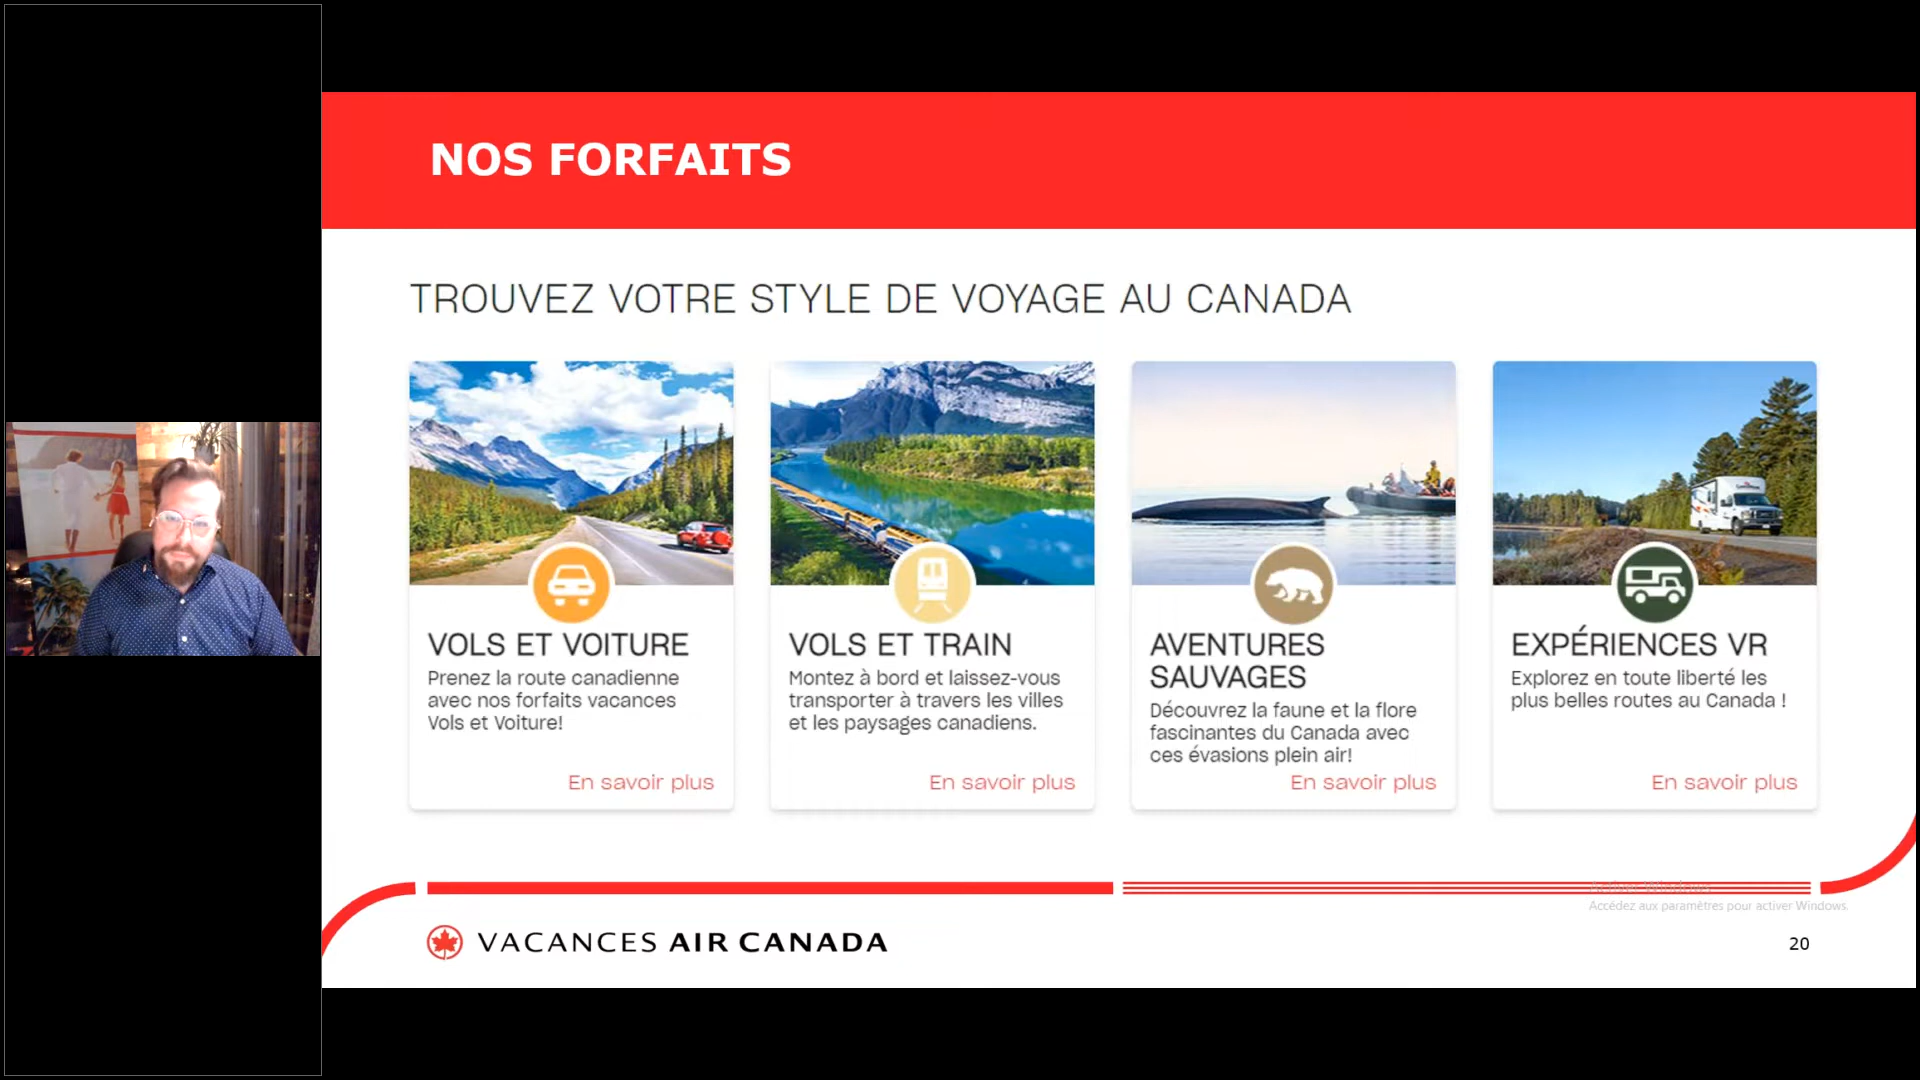 NOS FORFAITS
TROUVEZ VOTRE STYLE DE VOYAGE AU CANADA
VOLS ET VOITURE
Prenez la route canadienne
avec nos forfaits vacances
Vols et Voiture!
En savoir plus
VOLS ET TRAIN
Montez à bord et laissez-vous
transporter à travers les villes
et les paysages canadiens.
En savoir plus
AVENTURES
SAUVAGES
Découvrez la faune et la flore
fascinantes du Canada avec
ces évasions plein air!
En savoir plus
EXPÉRIENCES VR
Explorez en toute liberté les
plus belles routes au Canada !
En savoir plus
Activer Windows
Accédez aux paramètres pour activer Windows.
VACANCES AIR CANADA
20